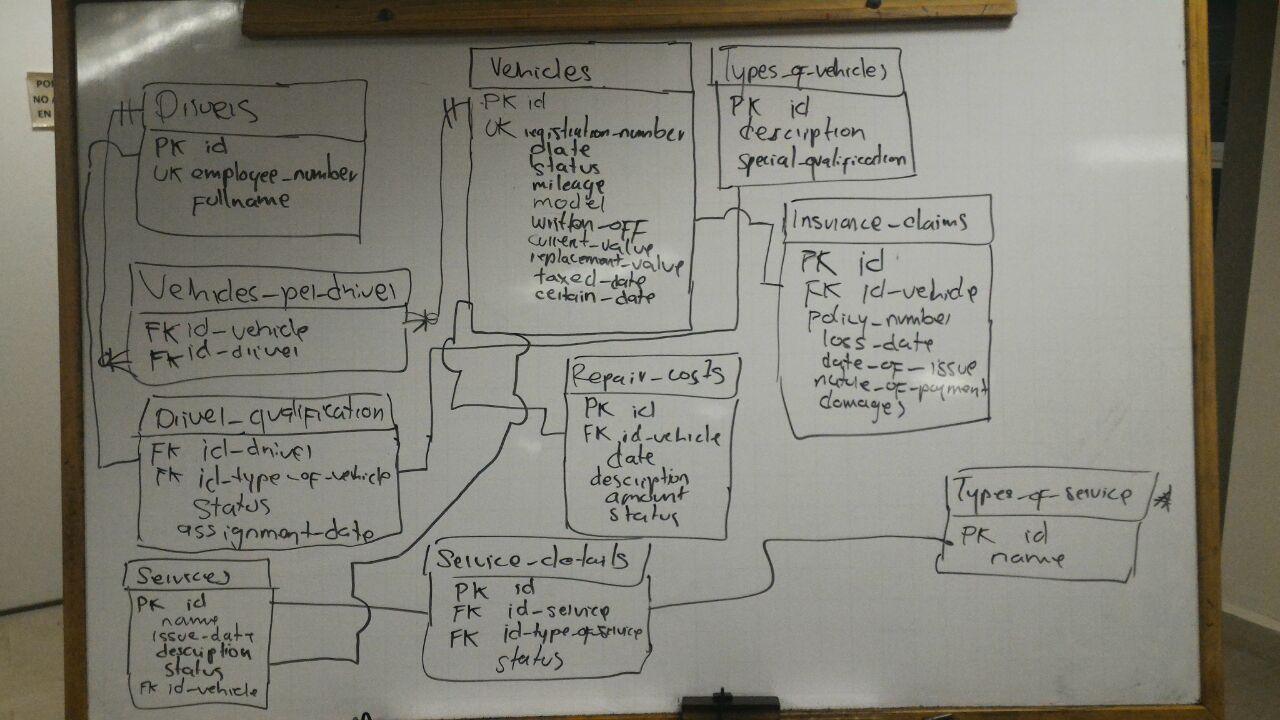 PO
NO A
EN
Drivers
PK id
UK employee_number
fullname
Vehicles_per_driver
FK id_vehicle
FK id_driver
Driver_qualification
FK id_driver
FK id_type_of_vehicle
Status
assignment_date
Services
PK id
name
issue_date
description
status
FK id_vehicle
Vehicles
PK id
UK registration_number
date
status
mileage
model
written_off
current_value
replacement_value
taxed_date
certain_date
Types_of_vehicles
PK id
description
special_qualification
Insurance_claims
PK id
FK id_vehicle
policy_number
loss_date
date_of_issue
nature_of_payment
damages
Repair_costs
PK id
FK id_vehicle
date
description
amount
status
Service_details
PK id
FK id_service
FK id_type_of_service
status
Types_of_service
PK id
name